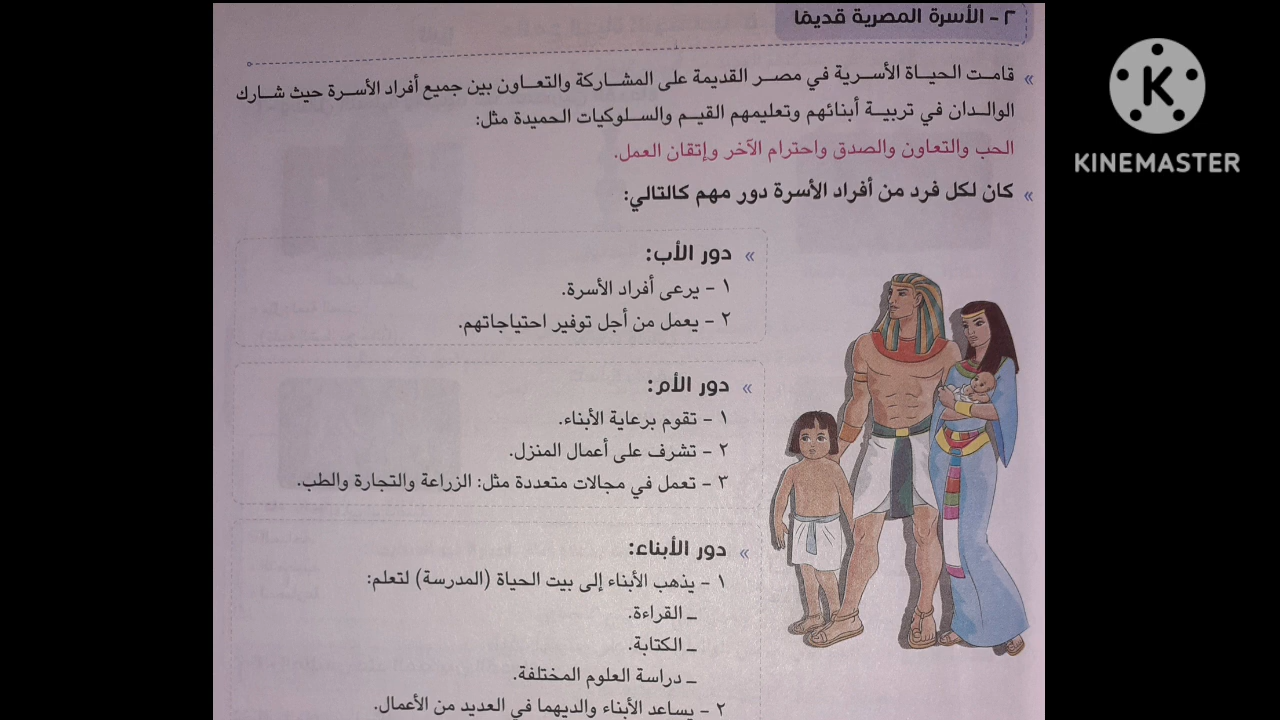 ٢ - الأسرة المصرية قديمًا
» قامت الحياة الأسرية في مصر القديمة على المشاركة والتعاون بين جميع أفراد الأسرة حيث شارك
الوالدان في تربية أبنائهم وتعليمهم القيم والسلوكيات الحميدة مثل:
الحب والتعاون والصدق واحترام الآخر وإتقان العمل.
» كان لكل فرد من أفراد الأسرة دور مهم كالتالي:
» دور الأب:
١ - يرعى أفراد الأسرة.
٢ - يعمل من أجل توفير احتياجاتهم.
» دور الأم:
١ - تقوم برعاية الأبناء.
٢ - تشرف على أعمال المنزل.
٣ - تعمل في مجالات متعددة مثل: الزراعة والتجارة والطب.
» دور الأبناء:
١ - يذهب الأبناء إلى بيت الحياة (المدرسة) لتعلم:
ـ القراءة.
ـ الكتابة.
ـ دراسة العلوم المختلفة.
٢ - يساعد الأبناء والديهما في العديد من الأعمال.
K
KINEMASTER